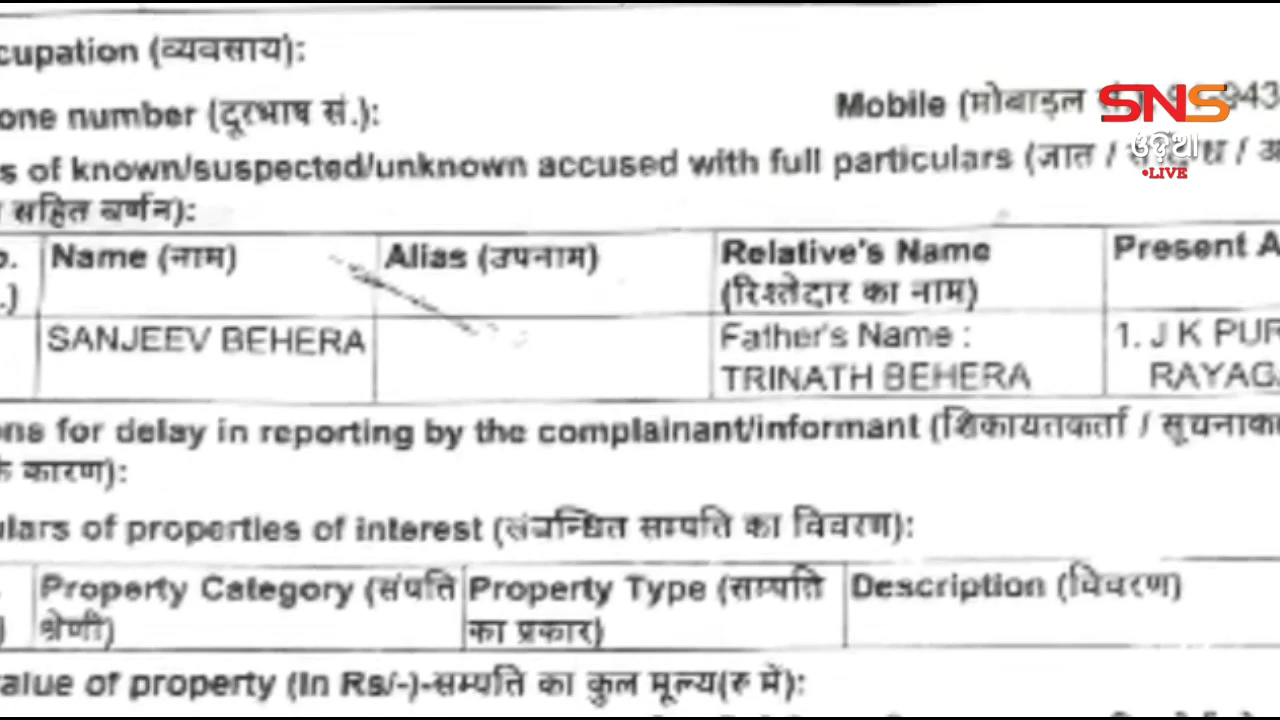 cupation (व्यवसाय):
one number (दूरभाष सं.): Mobile (मोबाइल
SNS
ଓଡ଼ିଆ
•LIVE
s of known/suspected/unknown accused with full particulars (ज्ञात /
सहित वर्णन):
Name (नाम) Alias (उपनाम) Relative's Name Present A
(रिश्तेदार का नाम)
SANJEEV BEHERA Father's Name : 1. J K PUR
TRINATH BEHERA RAYAGA
ons for delay in reporting by the complainant/informant (शिकायतकर्ता / सूचनाक
के कारण):
ulars of properties of interest (संबन्धित सम्पति का विवरण):
Property Category (संपति Property Type (सम्पति Description (विवरण)
श्रेणी) का प्रकार)
value of property (In Rs/-)-सम्पति का कुल मूल्य(रु में):